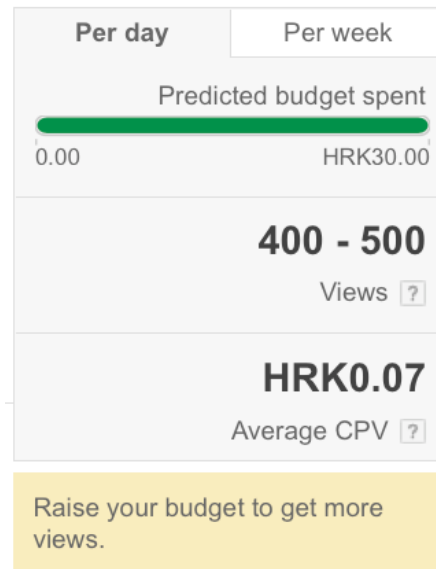 Per day Per week
Predicted budget spent
0.00 HRK30.00
400 - 500
Views ?
HRK0.07
Average CPV ?
Raise your budget to get more
views.